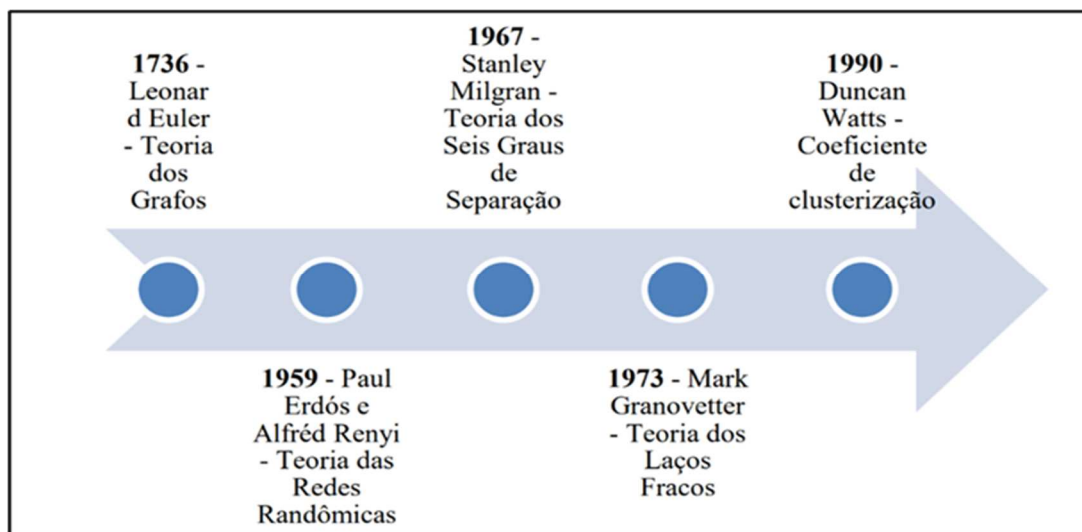 1736 -
Leonar
d Euler
- Teoria
dos
Grafos
1959 - Paul
Erdós e
Alfréd Renyi
- Teoria das
Redes
Randômicas
1967 -
Stanley
Milgran -
Teoria dos
Seis Graus
de
Separação
1973 - Mark
Granovetter
- Teoria dos
Laços
Fracos
1990 -
Duncan
Watts -
Coeficiente
de
clusterização